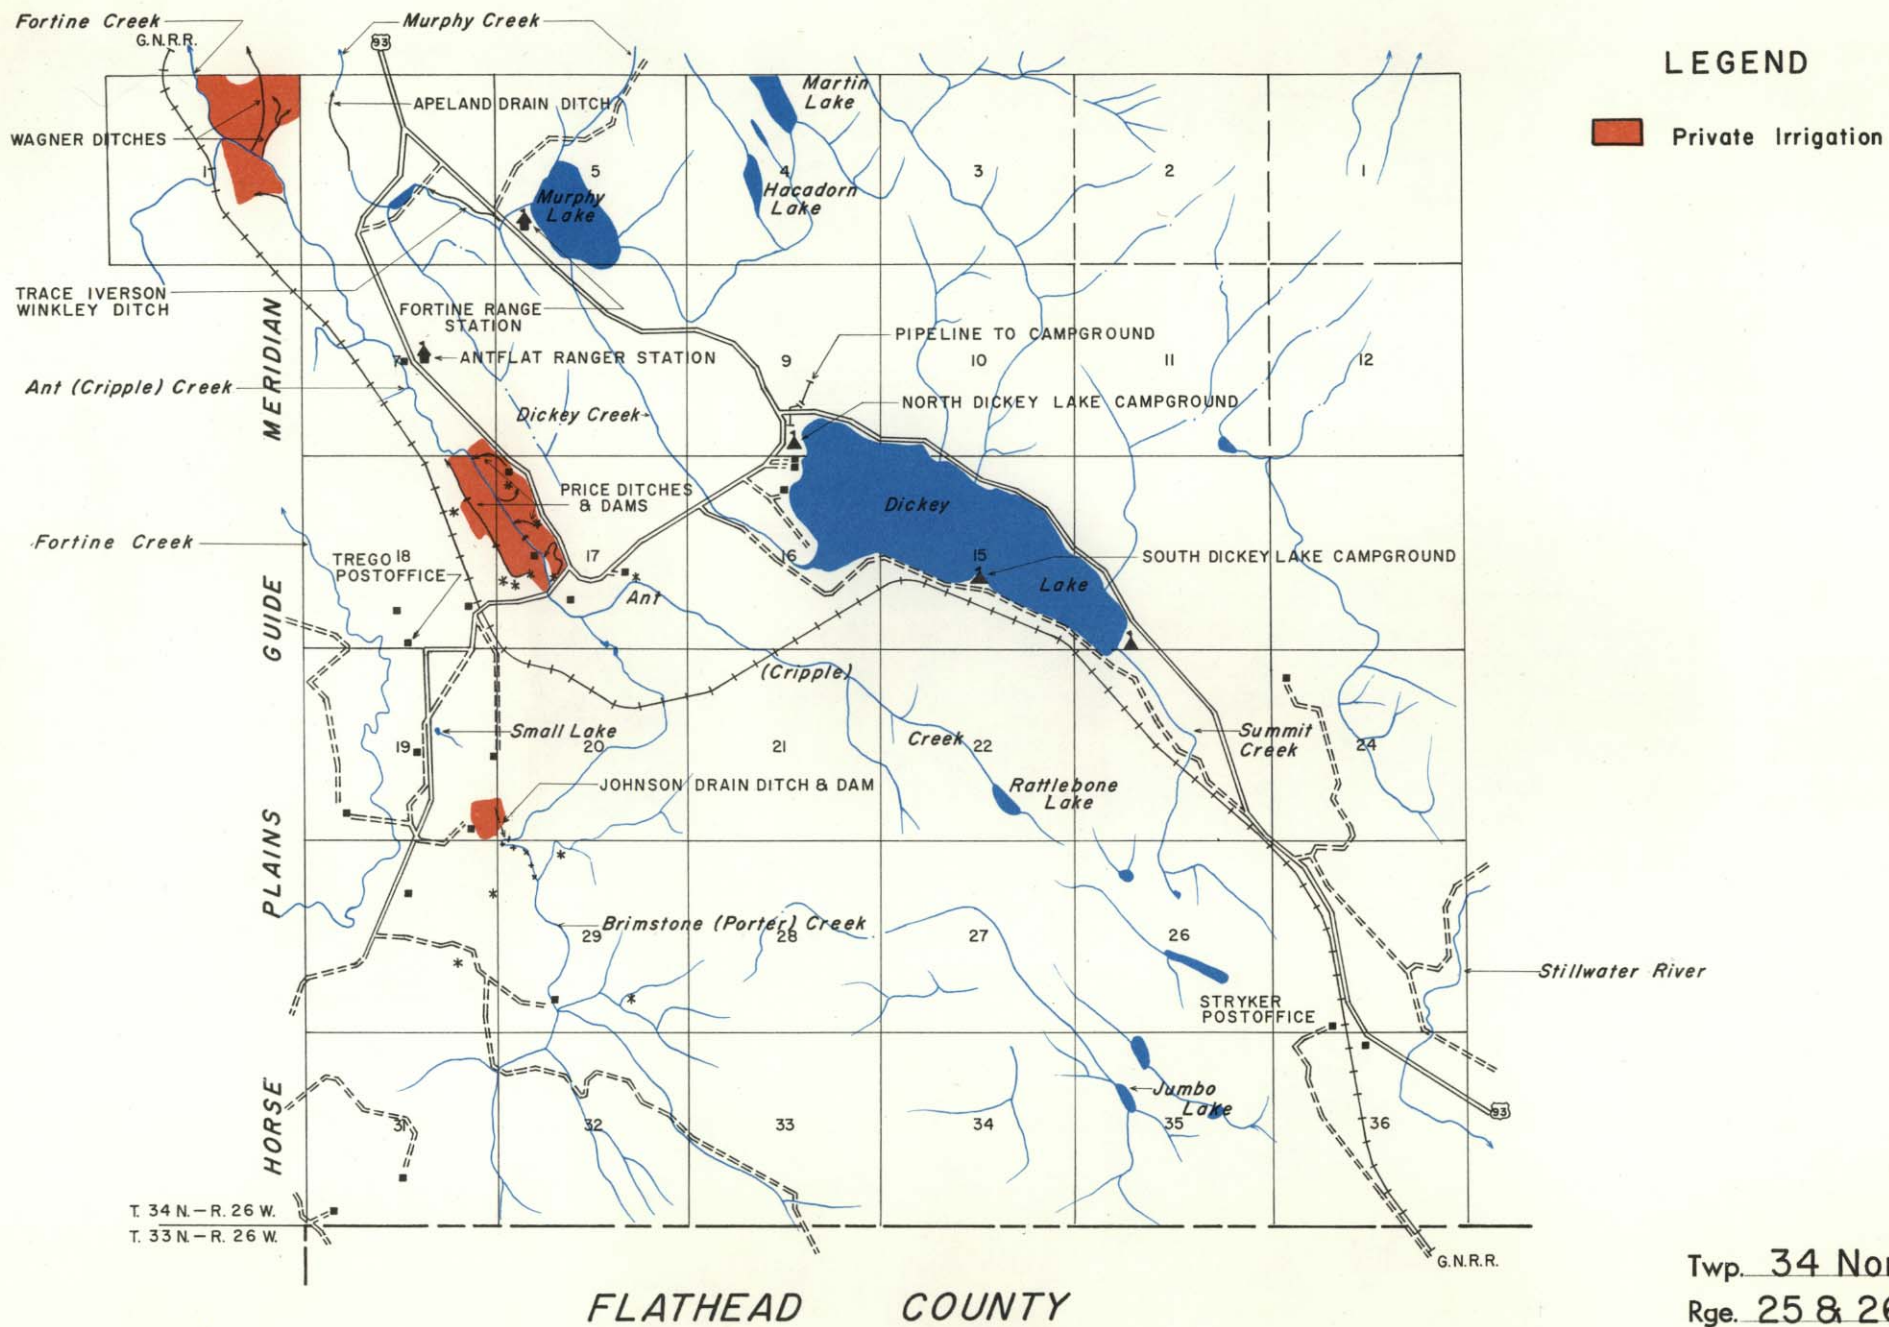 Fortine Creek
G.N.R.R.
93
Murphy Creek
LEGEND
Private Irrigation
Martin
Lake
APELAND DRAIN DITCH
WAGNER DITCHES
1
5
4
3
2
1
Murphy
Lake
Hacadorn
Lake
TRACE IVERSON
WINKLEY DITCH
MERIDIAN
FORTINE RANGE
STATION
PIPELINE TO CAMPGROUND
7
ANTFLAT RANGER STATION
9
10
11
12
Ant (Cripple) Creek
Dickey Creek
NORTH DICKEY LAKE CAMPGROUND
PRICE DITCHES
& DAMS
Dickey
Fortine Creek
TREGO 18
POSTOFFICE
17
16
15
SOUTH DICKEY LAKE CAMPGROUND
Lake
GUIDE
Ant
(Cripple)
Small Lake
19
20
21
Creek
22
Summit
Creek
24
JOHNSON DRAIN DITCH & DAM
Rattlebone
Lake
PLAINS
Brimstone (Porter) Creek
29
28
27
26
Stillwater River
STRYKER
POSTOFFICE
HORSE
Jumbo
Lake
31
32
33
34
35
36
93
T. 34 N.-R. 26 W.
T. 33 N.-R. 26 W.
G.N.R.R.
FLATHEAD COUNTY
Twp. 34 Nor
Rge. 25 & 26